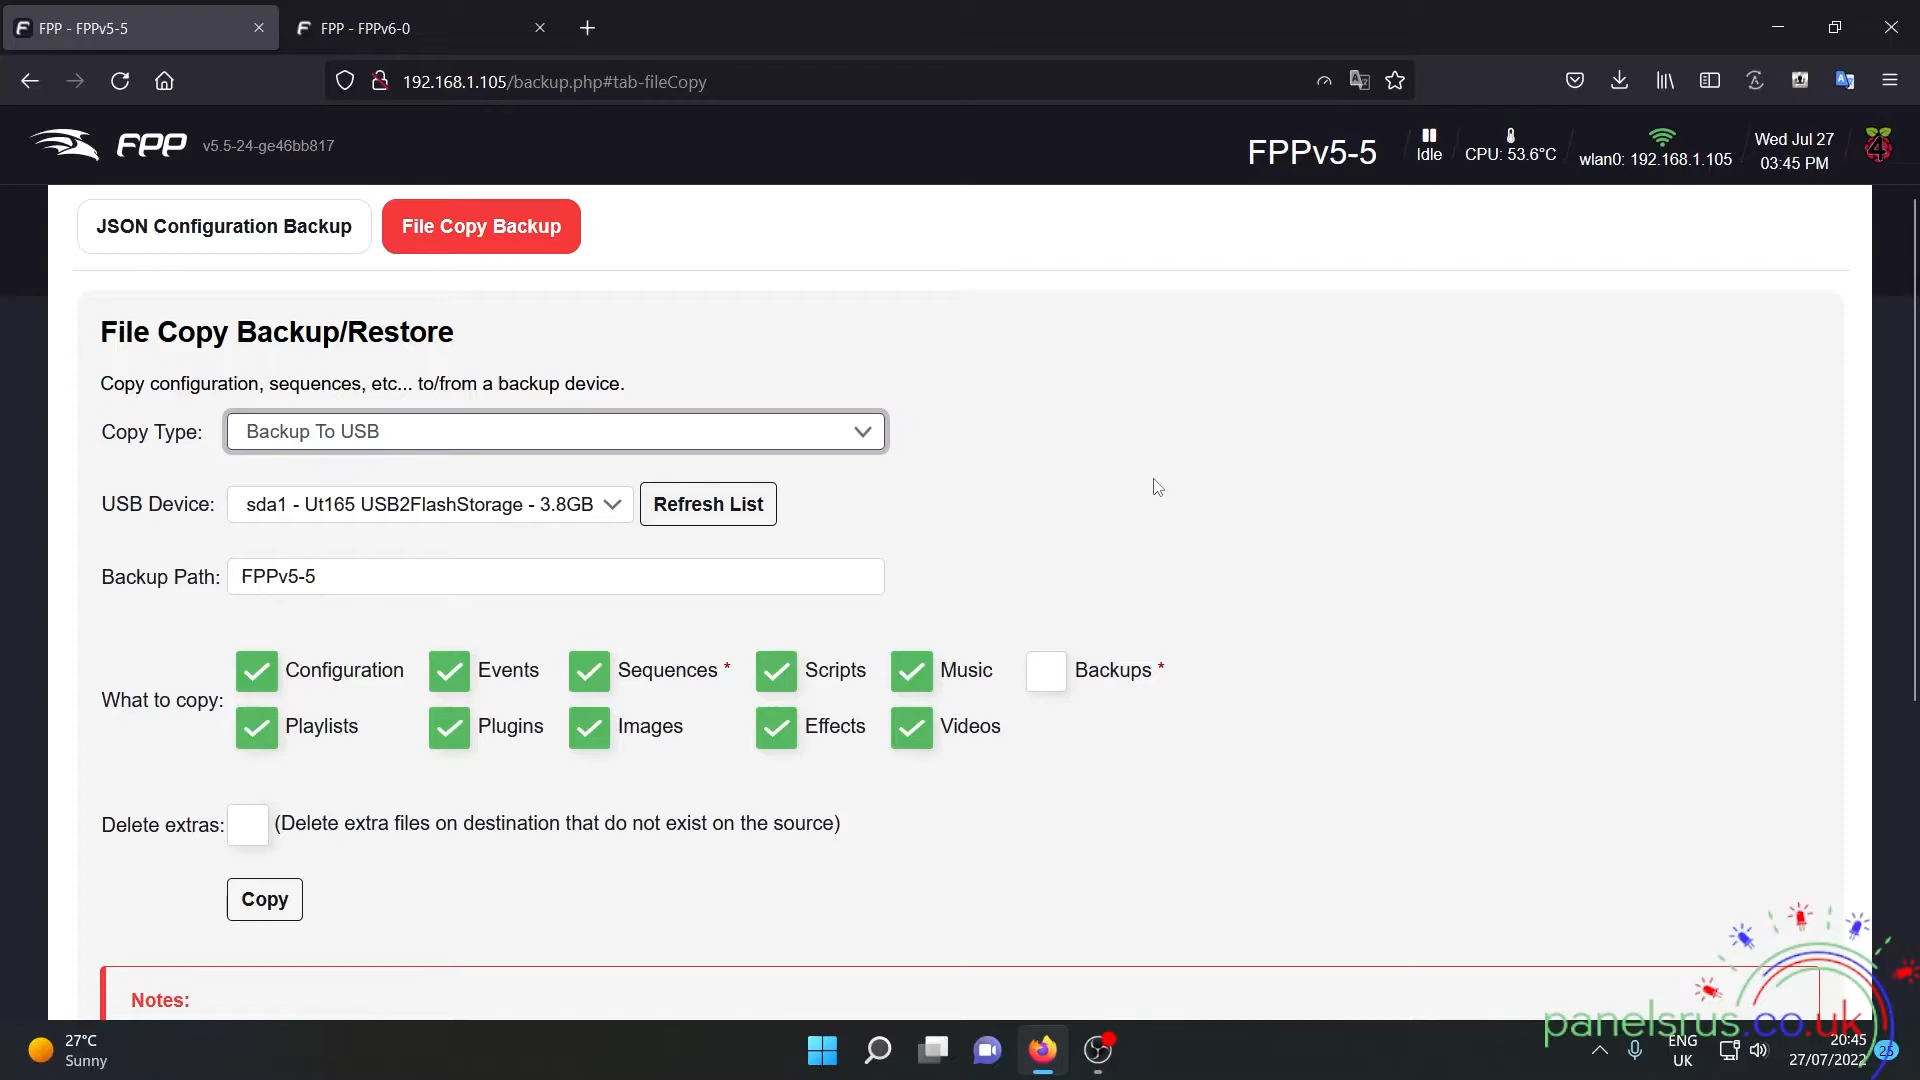 FPP - FPPv5-5
FPP - FPPv6-0
192.168.1.105/backup.php#tab-fileCopy
FPP v5.5-24-ge46bb817
FPPv5-5
Idle
CPU: 53.6°C
wlan0: 192.168.1.105
Wed Jul 27
03:45 PM
4
JSON Configuration Backup
File Copy Backup
File Copy Backup/Restore
Copy configuration, sequences, etc... to/from a backup device.
Copy Type: Backup To USB
USB Device: sda1 - Ut165 USB2FlashStorage - 3.8GB Refresh List
Backup Path: FPPv5-5
What to copy:
Configuration Events Sequences * Scripts Music Backups *
Playlists Plugins Images Effects Videos
Delete extras: (Delete extra files on destination that do not exist on the source)
Copy
Notes:
panelsrus.co.uk
27°C
Sunny
ENG
UK
20:45
27/07/2022
25